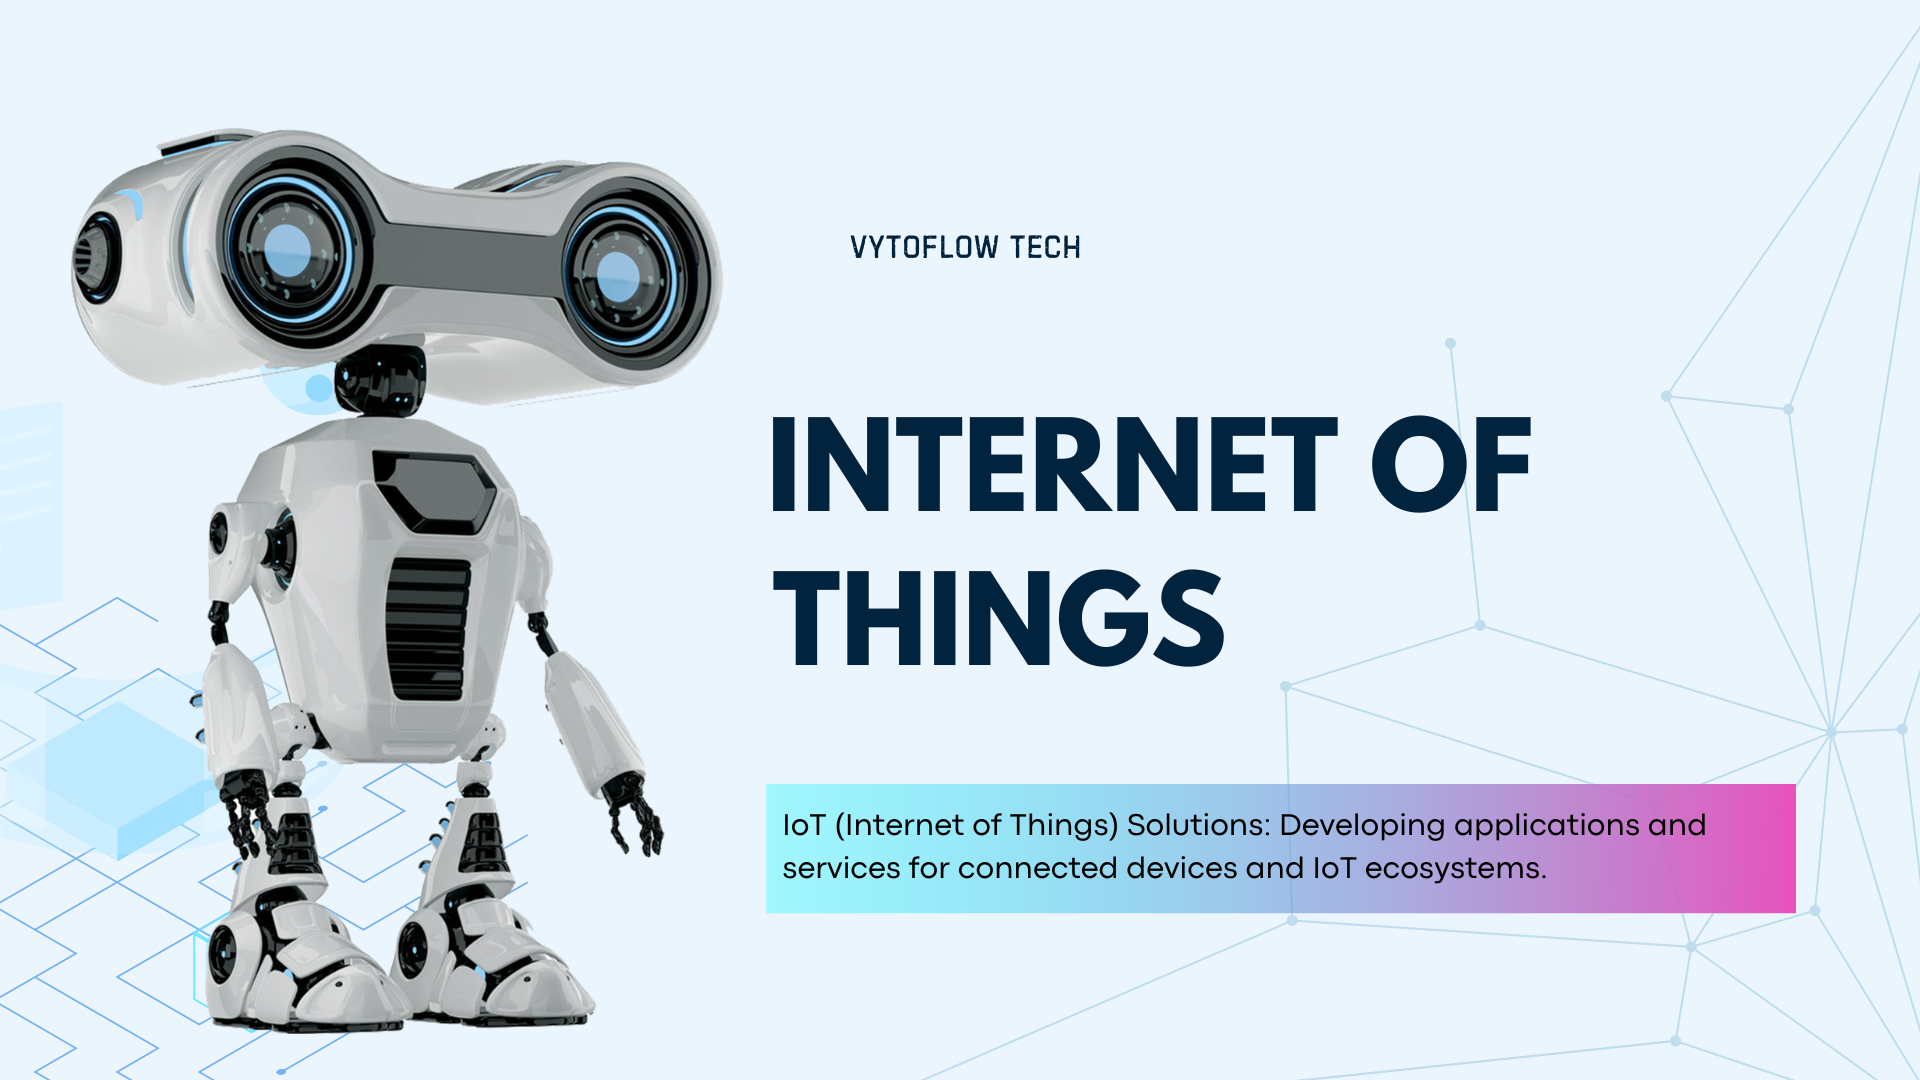 VYTOFLOW TECH
INTERNET OF
THINGS
IoT (Internet of Things) Solutions: Developing applications and
services for connected devices and IoT ecosystems.